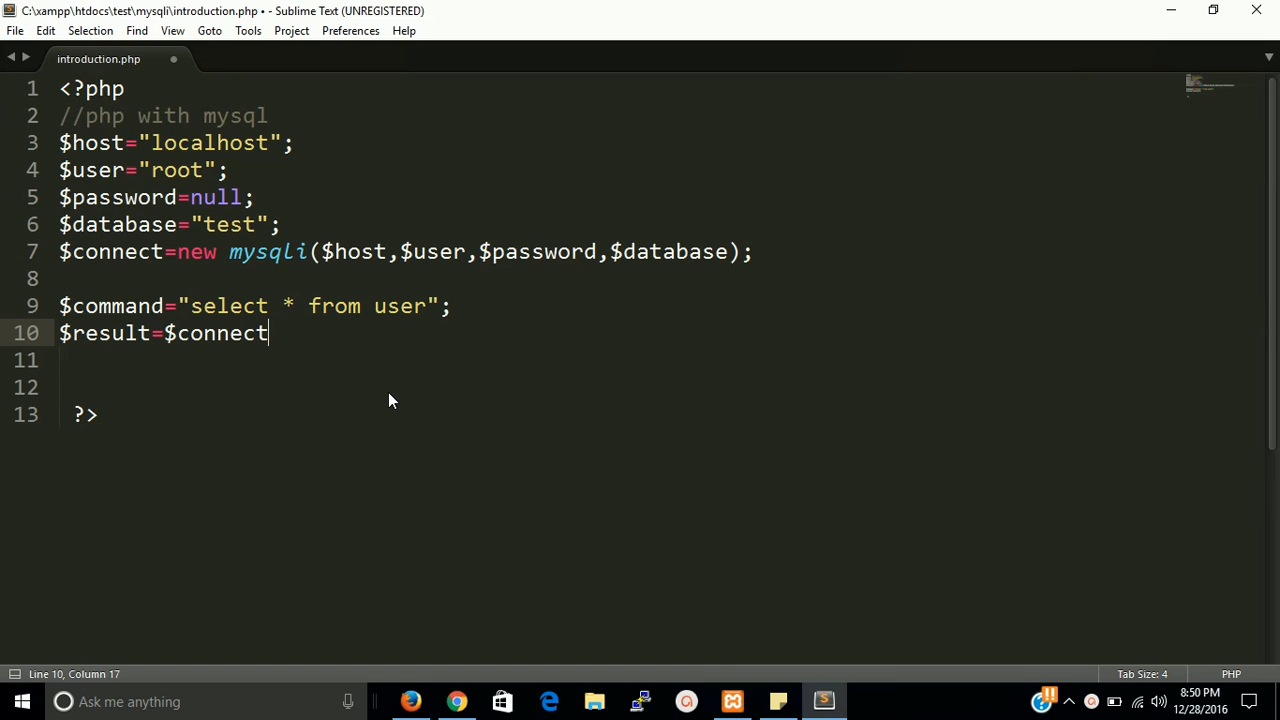 C:\xampp\htdocs\test\mysqli\introduction.php • - Sublime Text (UNREGISTERED)
File Edit Selection Find View Goto Tools Project Preferences Help
introduction.php
1 <?php
2 //php with mysql
3 $host="localhost";
4 $user="root";
5 $password=null;
6 $database="test";
7 $connect=new mysqli($host,$user,$password,$database);
8
9 $command="select * from user";
10 $result=$connect
11
12
13 ?>
Line 10, Column 17 Tab Size: 4 PHP
Ask me anything
8:50 PM
12/28/2016